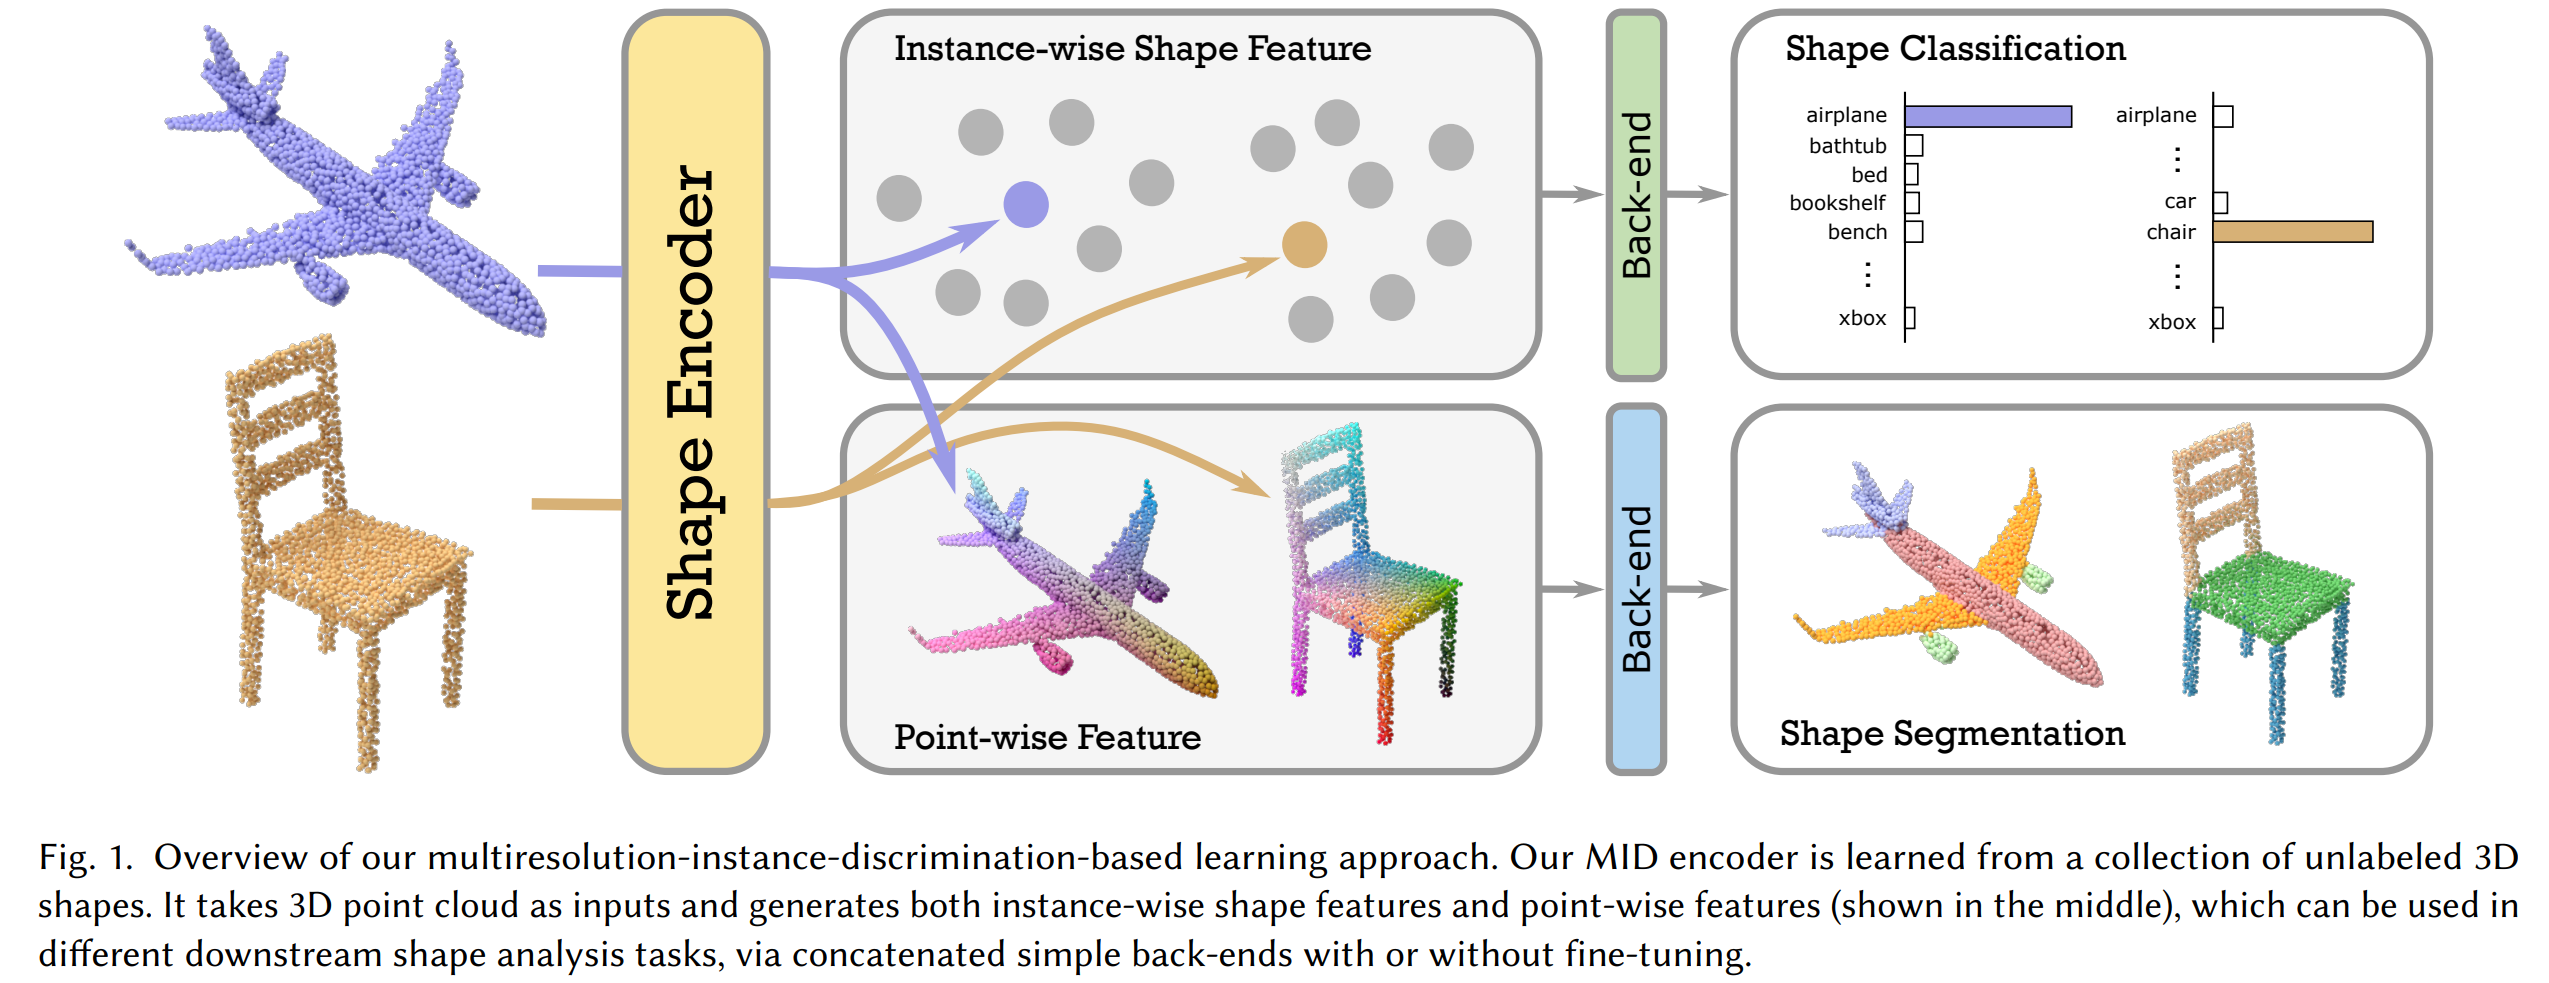 Shape Encoder
Instance-wise Shape Feature
Point-wise Feature
Back-end
Back-end
Shape Classification
airplane
bathtub
bed
bookshelf
bench
⋮
xbox
airplane
⋮
car
chair
⋮
xbox
Shape Segmentation
Fig. 1. Overview of our multiresolution-instance-discrimination-based learning approach. Our MID encoder is learned from a collection of unlabeled 3D
shapes. It takes 3D point cloud as inputs and generates both instance-wise shape features and point-wise features (shown in the middle), which can be used in
different downstream shape analysis tasks, via concatenated simple back-ends with or without fine-tuning.